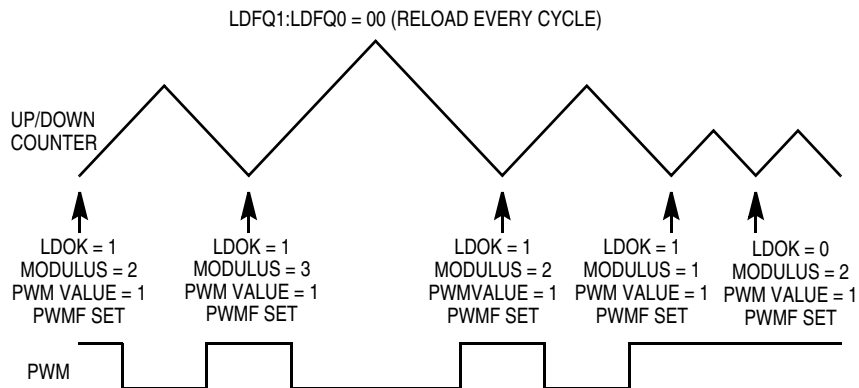 LDFQ1:LDFQ0 = 00 (RELOAD EVERY CYCLE)
UP/DOWN
COUNTER
LDOK = 1
MODULUS = 2
PWM VALUE = 1
PWMF SET
LDOK = 1
MODULUS = 3
PWM VALUE = 1
PWMF SET
LDOK = 1
MODULUS = 2
PWMVALUE = 1
PWMF SET
LDOK = 1
MODULUS = 1
PWM VALUE = 1
PWMF SET
LDOK = 0
MODULUS = 2
PWM VALUE = 1
PWMF SET
PWM